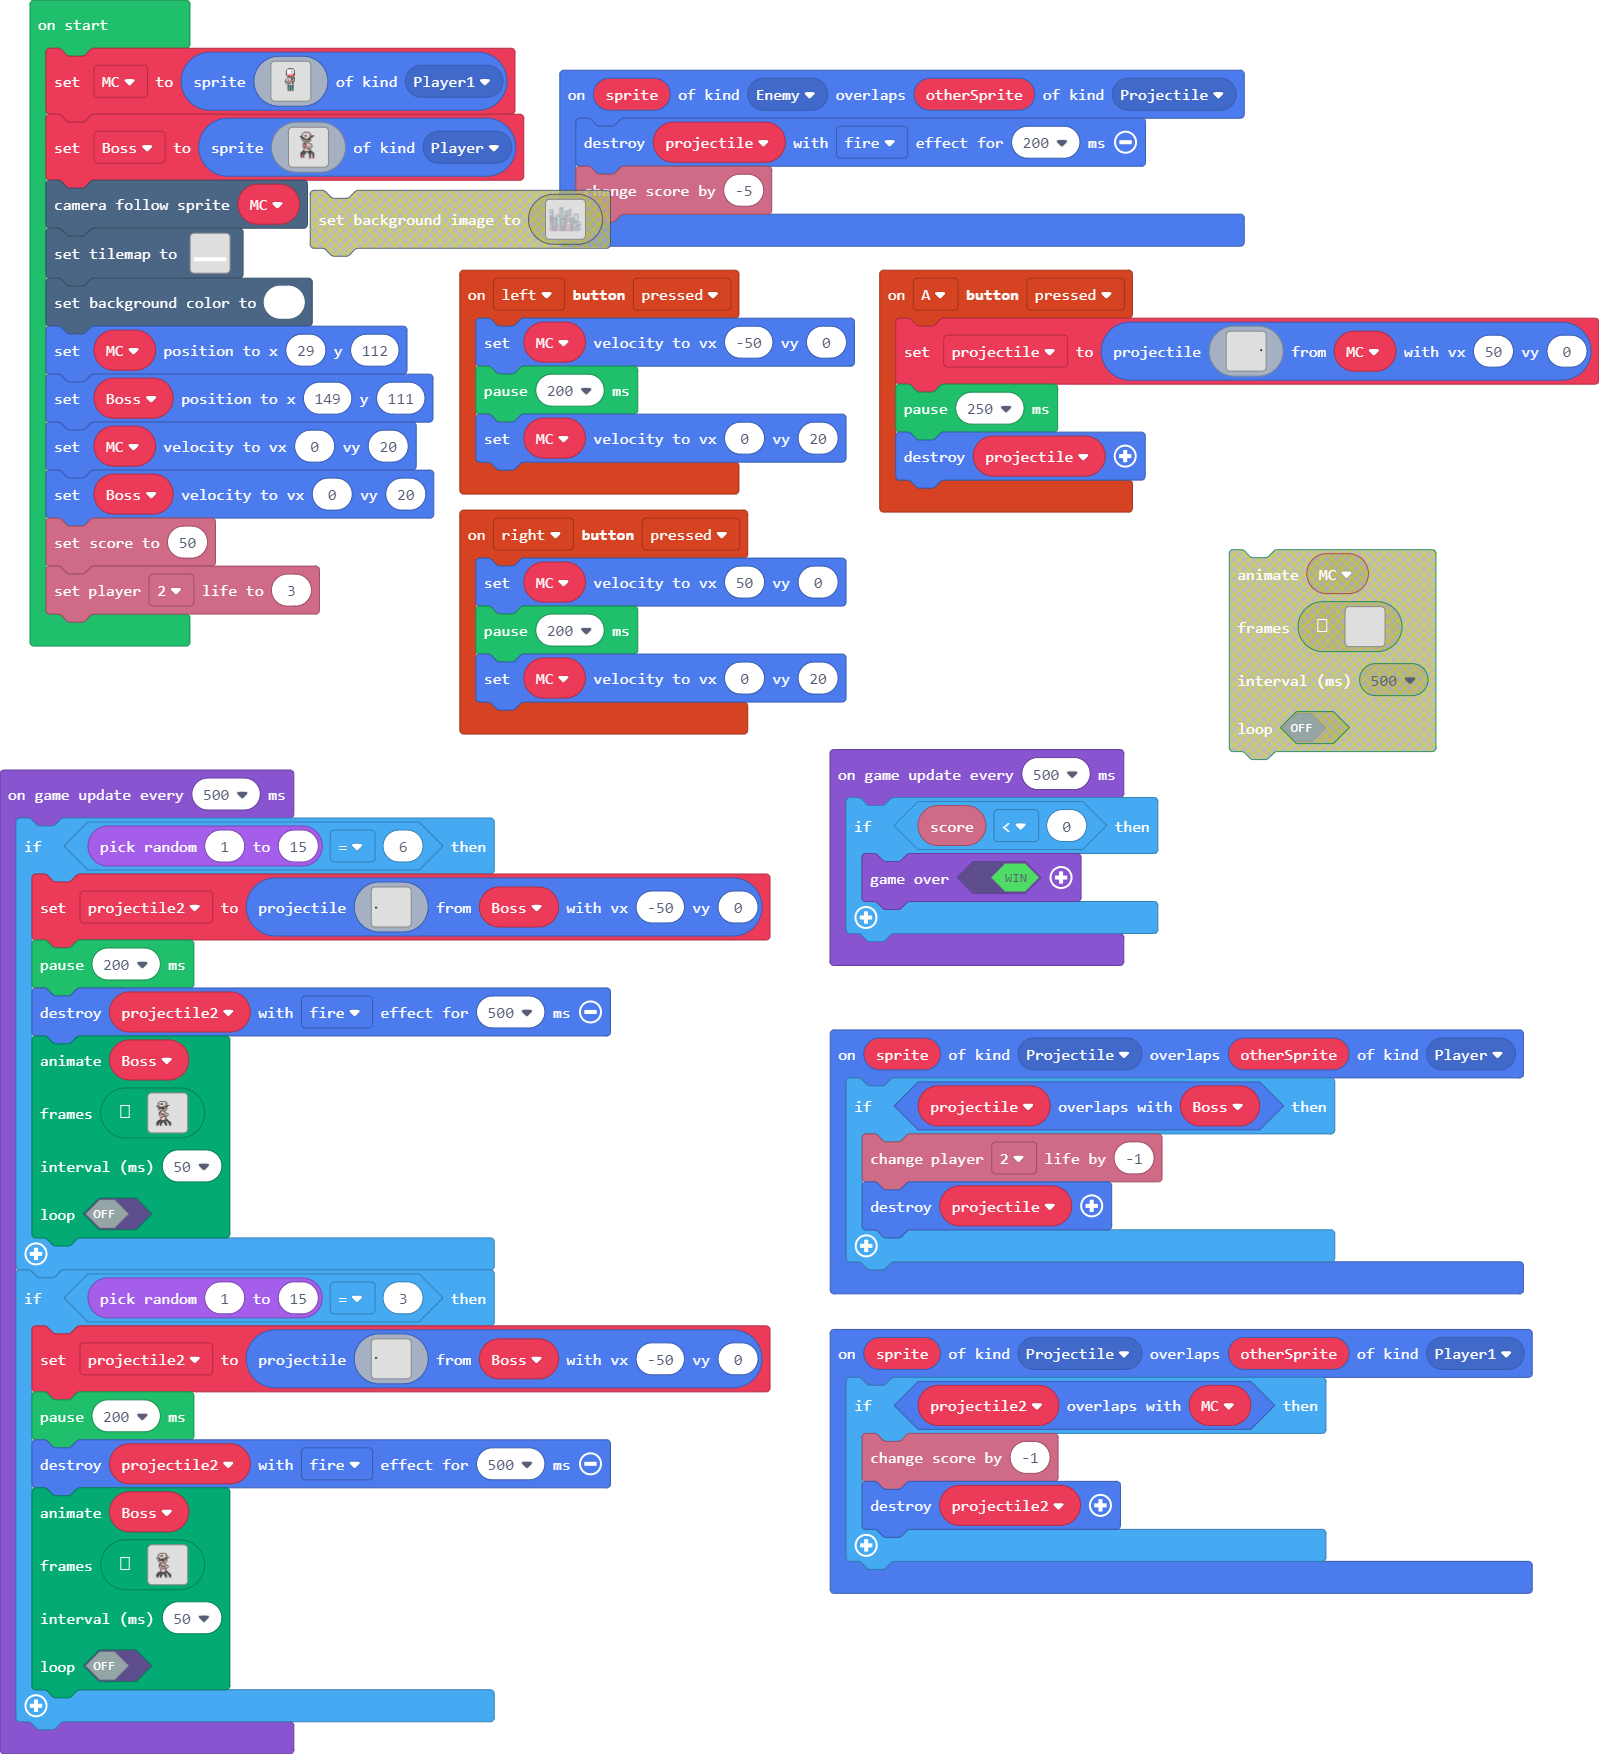 on start
set MC to sprite of kind Player1
set Boss to sprite of kind Player
camera follow sprite MC
set tilemap to
set background color to
set MC position to x 29 y 112
set Boss position to x 149 y 111
set MC velocity to vx 0 vy 20
set Boss velocity to vx 0 vy 20
set score to 50
set player 2 life to 3
set background image to
on sprite of kind Enemy overlaps otherSprite of kind Projectile
destroy projectile with fire effect for 200 ms
change score by -5
on left button pressed
set MC velocity to vx -50 vy 0
pause 200 ms
set MC velocity to vx 0 vy 20
on A button pressed
set projectile to projectile from MC with vx 50 vy 0
pause 250 ms
destroy projectile
on right button pressed
set MC velocity to vx 50 vy 0
pause 200 ms
set MC velocity to vx 0 vy 20
animate MC
frames
interval (ms) 500
loop OFF
on game update every 500 ms
if pick random 1 to 15 = 6 then
set projectile2 to projectile from Boss with vx -50 vy 0
pause 200 ms
destroy projectile2 with fire effect for 500 ms
animate Boss
frames
interval (ms) 50
loop OFF
if pick random 1 to 15 = 3 then
set projectile2 to projectile from Boss with vx -50 vy 0
pause 200 ms
destroy projectile2 with fire effect for 500 ms
animate Boss
frames
interval (ms) 50
loop OFF
on game update every 500 ms
if score < 0 then
game over WIN
on sprite of kind Projectile overlaps otherSprite of kind Player
if projectile overlaps with Boss then
change player 2 life by -1
destroy projectile
on sprite of kind Projectile overlaps otherSprite of kind Player1
if projectile2 overlaps with MC then
change score by -1
destroy projectile2